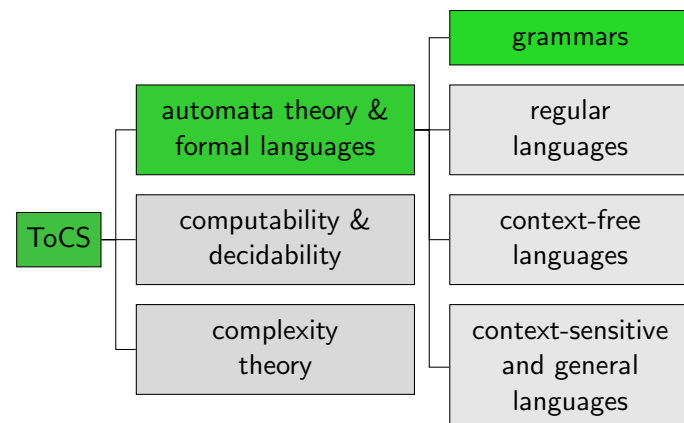 ToCS
automata theory &
formal languages
computability &
decidability
complexity
theory
grammars
regular
languages
context-free
languages
context-sensitive
and general
languages